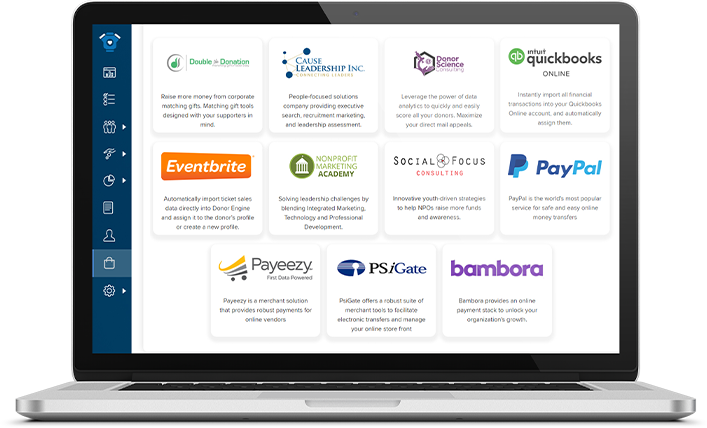 Double the Donation
Raise more money from corporate
matching gifts. Matching gift tools
designed with your supporters in
mind.
CAUSE
LEADERSHIP INC.
CONNECTING LEADERS
People-focused solutions
company providing executive
search, recruitment marketing,
and leadership assessment.
Donor
Science
Consulting
Leverage the power of data
analytics to quickly and easily
score all your donors. Maximize
your direct mail appeals.
intuit
quickbooks
ONLINE
Instantly import all financial
transactions into your Quickbooks
Online account, and automatically
assign them.
Eventbrite
Automatically import ticket sales
data directly into Donor Engine
and assign it to the donor's profile
or create a new profile.
NONPROFIT
MARKETING
ACADEMY
Solving leadership challenges by
blending Integrated Marketing,
Technology and Professional
Development.
SOCIAL FOCUS
CONSULTING
Innovative youth-driven strategies
to help NPOs raise more funds
and awareness.
PayPal
PayPal is the world's most popular
service for safe and easy online
money transfers
Payeezy
First Data Powered
Payeezy is a merchant solution
that provides robust payments for
online vendors
PSiGate
PsiGate offers a robust suite of
merchant tools to facilitate
electronic transfers and manage
your online store front
bambora
Bambora provides an online
payment stack to unlock your
organization's growth.